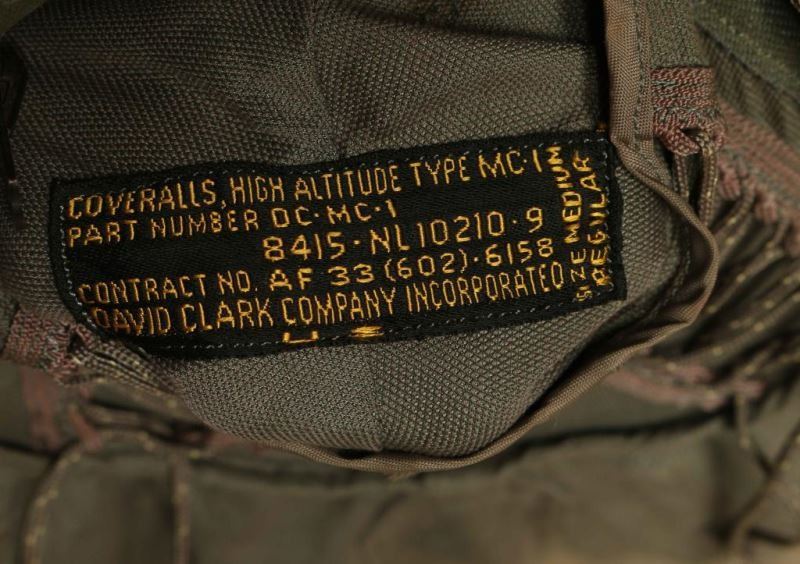 COVERALLS, HIGH ALTITUDE TYPE MC-1
PART NUMBER DC-MC-1
8415-NL10210-9
CONTRACT NO. AF 33(602)-6158
DAVID CLARK COMPANY INCORPORATED
SIZE MEDIUM
REGULAR